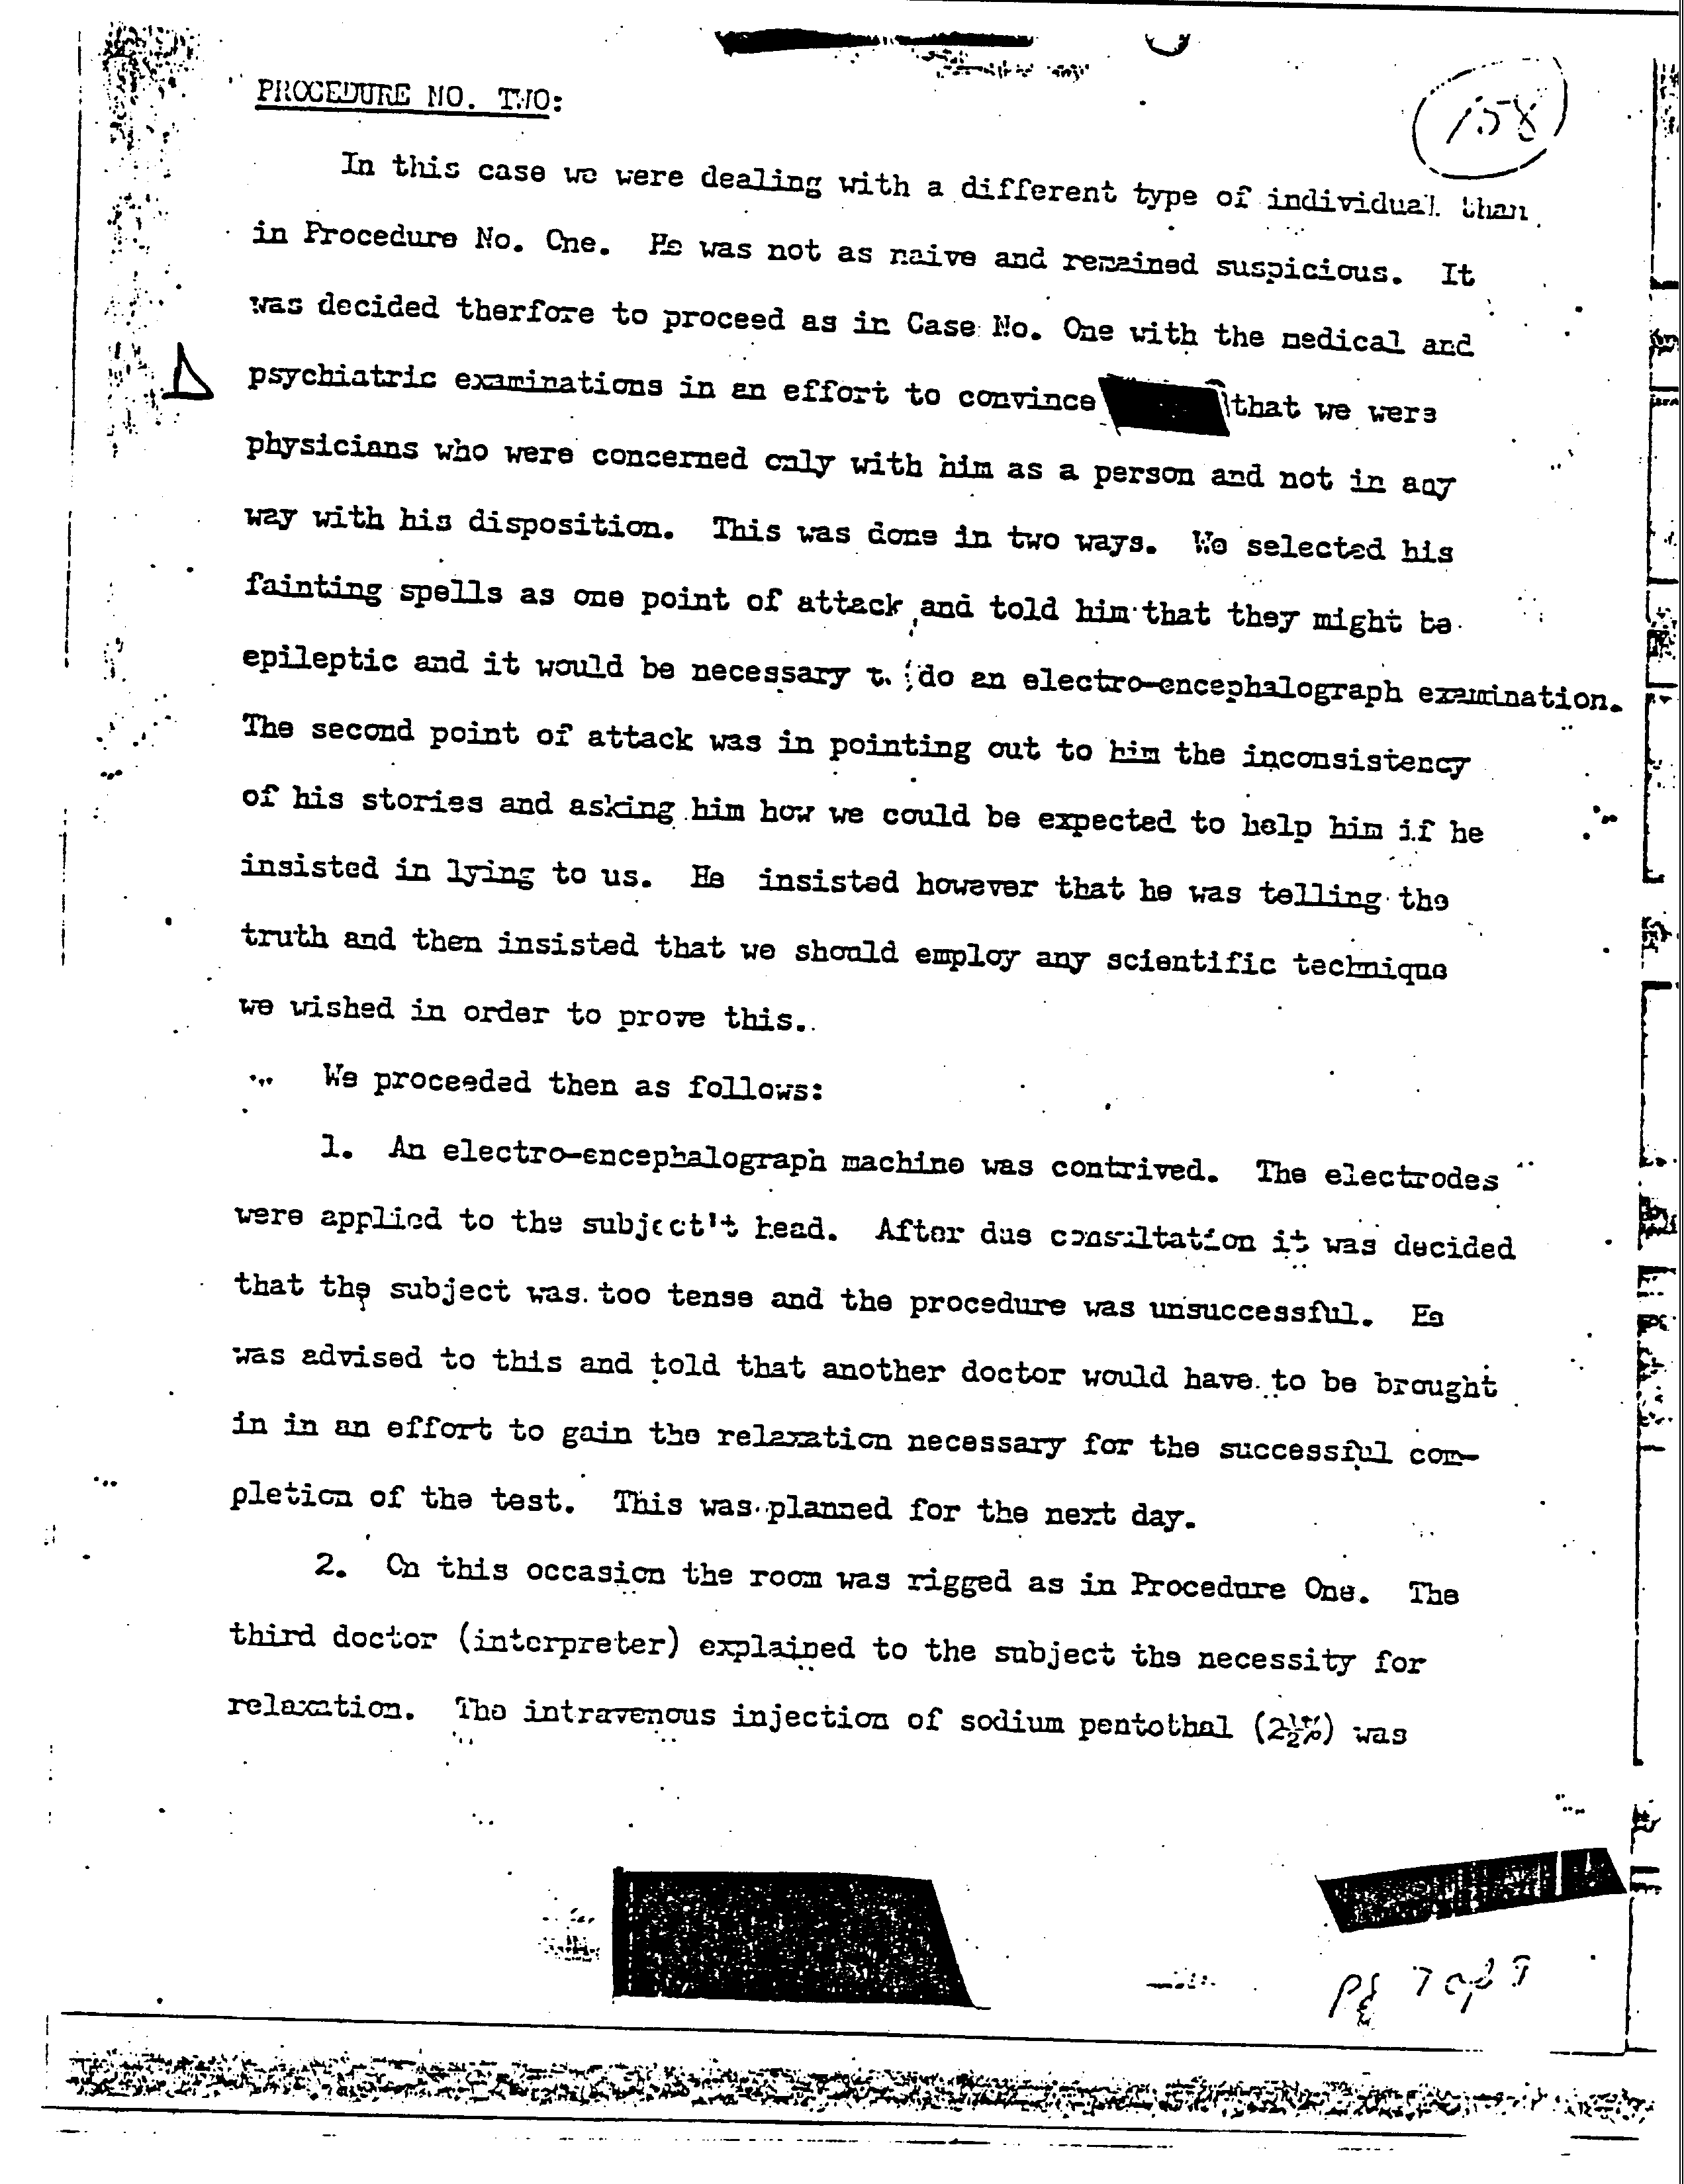 PROCEDURE NO. TWO:
158
In this case we were dealing with a different type of individual than
in Procedure No. One. He was not as naive and remained suspicious. It
was decided therfore to proceed as in Case No. One with the medical and
psychiatric examinations in an effort to convince that we were
physicians who were concerned only with him as a person and not in any
way with his disposition. This was done in two ways. We selected his
fainting spells as one point of attack and told him that they might be
epileptic and it would be necessary t. do an electro-encephalograph examination.
The second point of attack was in pointing out to him the inconsistency
of his stories and asking him how we could be expected to help him if he
insisted in lying to us. He insisted however that he was telling the
truth and then insisted that we should employ any scientific technique
we wished in order to prove this.
We proceeded then as follows:
1. An electro-encephalograph machine was contrived. The electrodes
were applied to the subject't head. After due consultation it was decided
that the subject was too tense and the procedure was unsuccessful. He
was advised to this and told that another doctor would have to be brought
in in an effort to gain the relaxation necessary for the successful com-
pletion of the test. This was planned for the next day.
2. On this occasion the room was rigged as in Procedure One. The
third doctor (interpreter) explained to the subject the necessity for
relaxation. The intravenous injection of sodium pentothal (2½%) was
pg 7 of 9